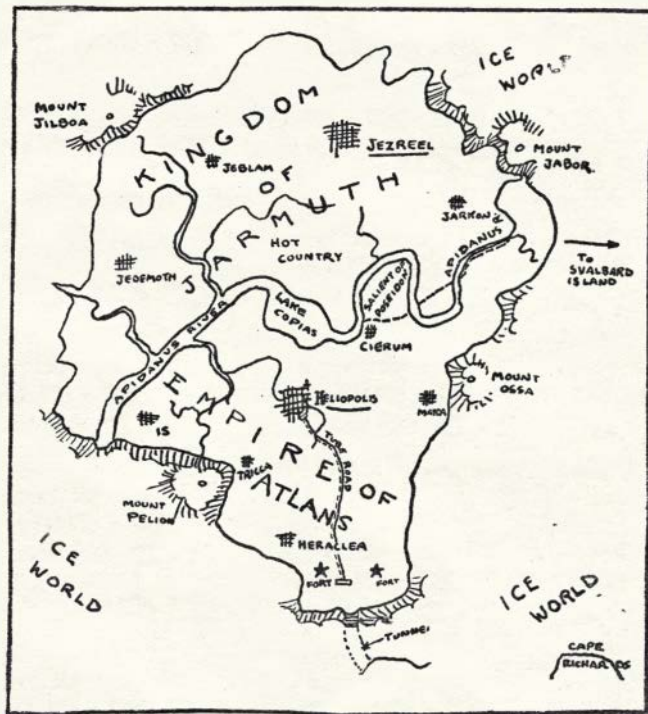 ICE
WORLD
MOUNT
JILBOA
KINGDOM
OF
JARMUTH
JEZREEL
JEBLAM
MOUNT
JABOR
JARKON
HOT
COUNTRY
APIDANUS R.
TO
SVALBARD
ISLAND
JEDEMOTH
SALIENT OF
POSEIDON
LAKE
COPIAS
CIERUM
APIDANUS RIVER
MOUNT
OSSA
EMPIRE OF
ATLANS
HELIOPOLIS
IS
TUBE ROAD
TRICCA
MOUNT
PELION
HERACLEA
FORT
FORT
ICE
WORLD
ICE
WORLD
TUNNEL
CAPE
RICHARDS